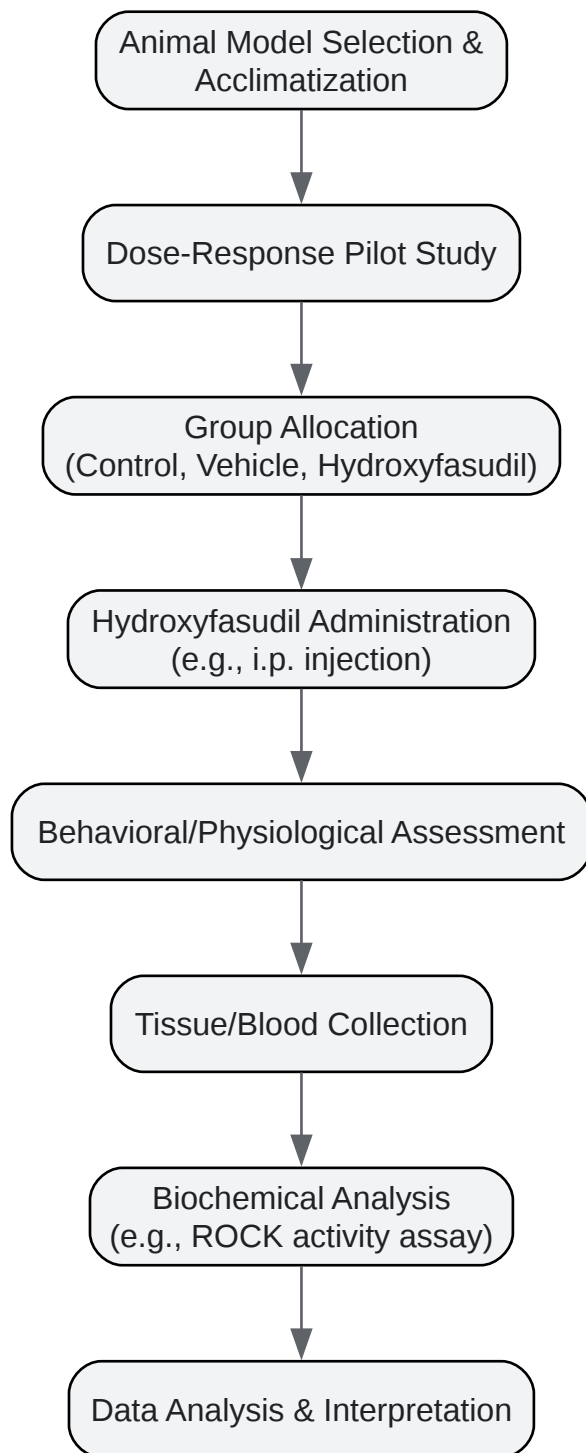 Animal Model Selection &
Acclimatization
Dose-Response Pilot Study
Group Allocation
(Control, Vehicle, Hydroxyfasudil)
Hydroxyfasudil Administration
(e.g., i.p. injection)
Behavioral/Physiological Assessment
Tissue/Blood Collection
Biochemical Analysis
(e.g., ROCK activity assay)
Data Analysis & Interpretation